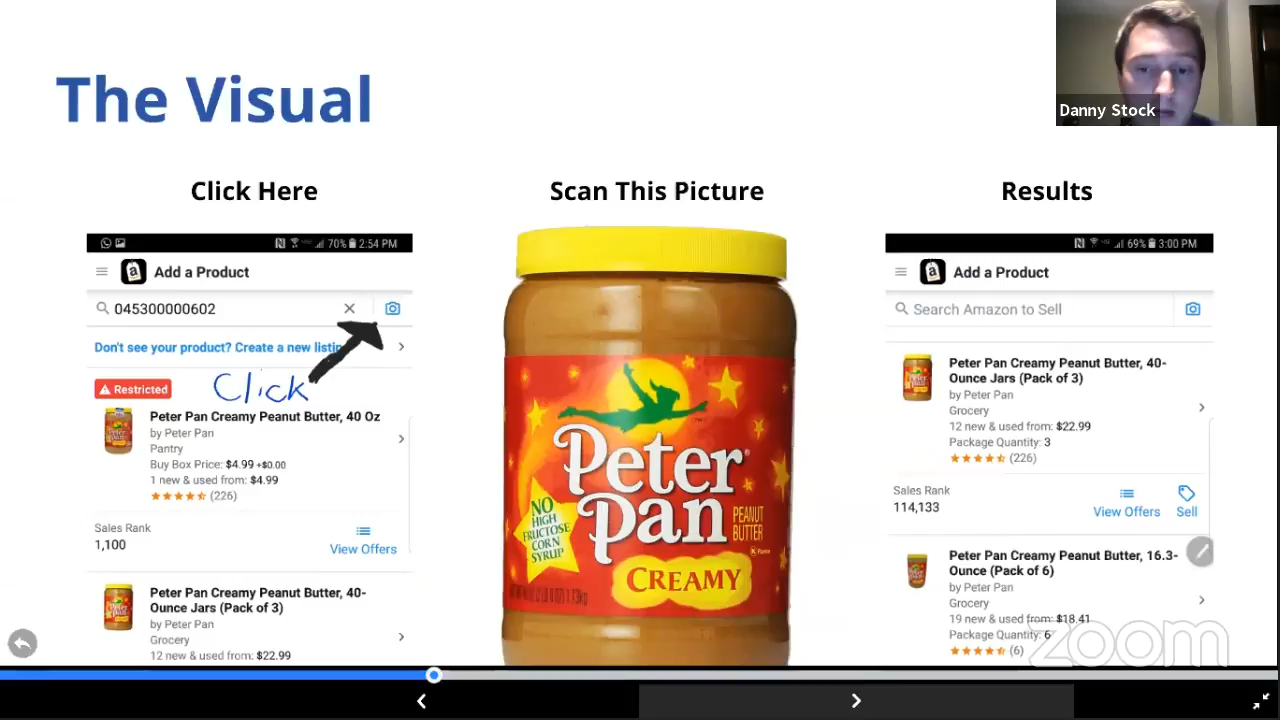 The Visual
Danny Stock
Click Here
70% 2:54 PM
a Add a Product
045300000602
Don't see your product? Create a new listin
Click
Restricted
Peter Pan Creamy Peanut Butter, 40 Oz
by Peter Pan
Pantry
Buy Box Price: $4.99 +$0.00
1 new & used from: $4.99
(226)
Sales Rank
1,100
View Offers
Peter Pan Creamy Peanut Butter, 40-
Ounce Jars (Pack of 3)
by Peter Pan
Grocery
12 new & used from: $22.99
Scan This Picture
Peter
Pan
PEANUT
BUTTER
NO
HIGH
FRUCTOSE
CORN
SYRUP
CREAMY
Results
69% 3:00 PM
a Add a Product
Search Amazon to Sell
Peter Pan Creamy Peanut Butter, 40-
Ounce Jars (Pack of 3)
by Peter Pan
Grocery
12 new & used from: $22.99
Package Quantity: 3
(226)
Sales Rank
114,133
View Offers
Sell
Peter Pan Creamy Peanut Butter, 16.3-
Ounce (Pack of 6)
by Peter Pan
Grocery
19 new & used from: $18.41
Package Quantity: 6
(6)
zoom